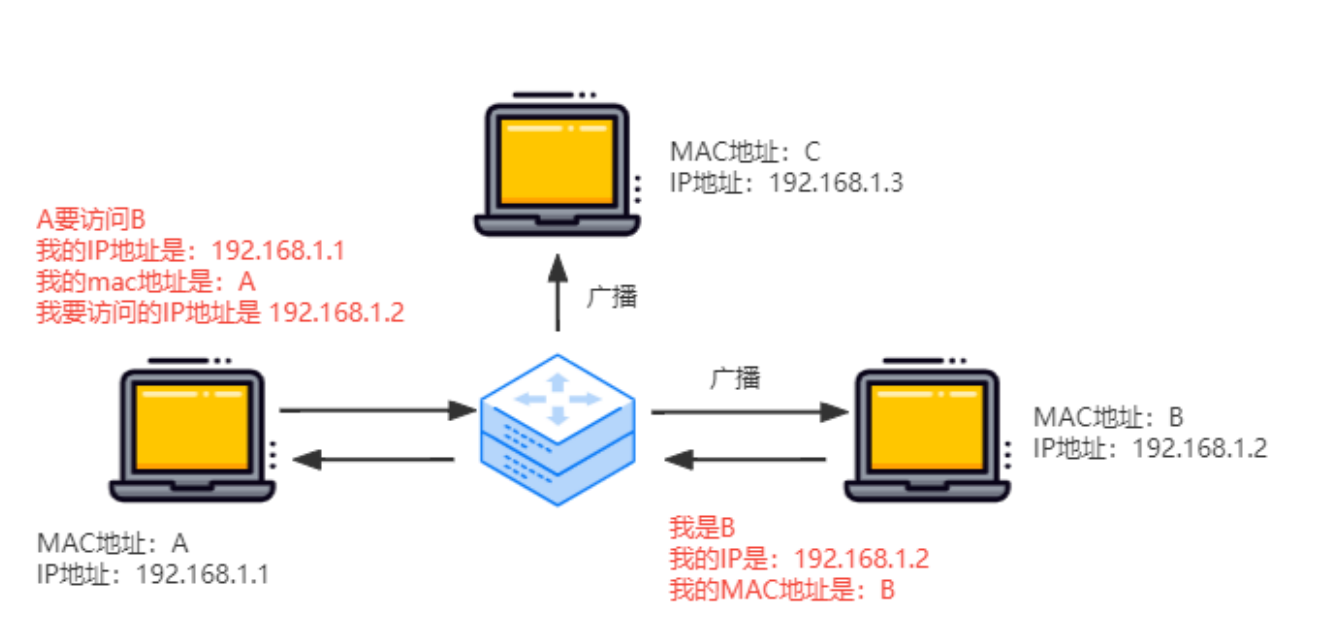 MAC地址：C
IP地址：192.168.1.3
A要访问B
我的IP地址是：192.168.1.1
我的mac地址是：A
我要访问的IP地址是 192.168.1.2
广播
广播
MAC地址：B
IP地址：192.168.1.2
MAC地址：A
IP地址：192.168.1.1
我是B
我的IP是：192.168.1.2
我的MAC地址是：B